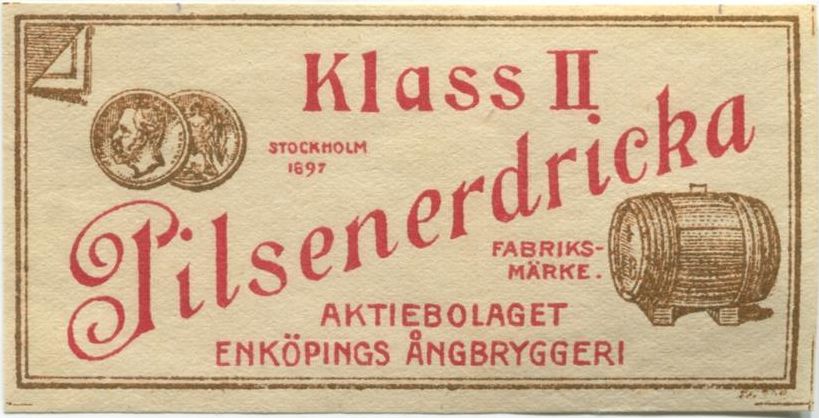 Klass II
STOCKHOLM
1897
Pilsenerdricka
FABRIKS-
MÄRKE.
AKTIEBOLAGET
ENKÖPINGS ÅNGBRYGGERI